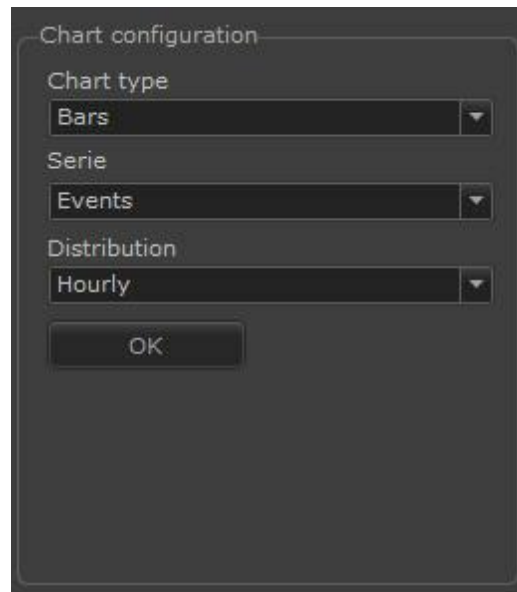 Chart configuration
Chart type
Bars
Serie
Events
Distribution
Hourly
OK